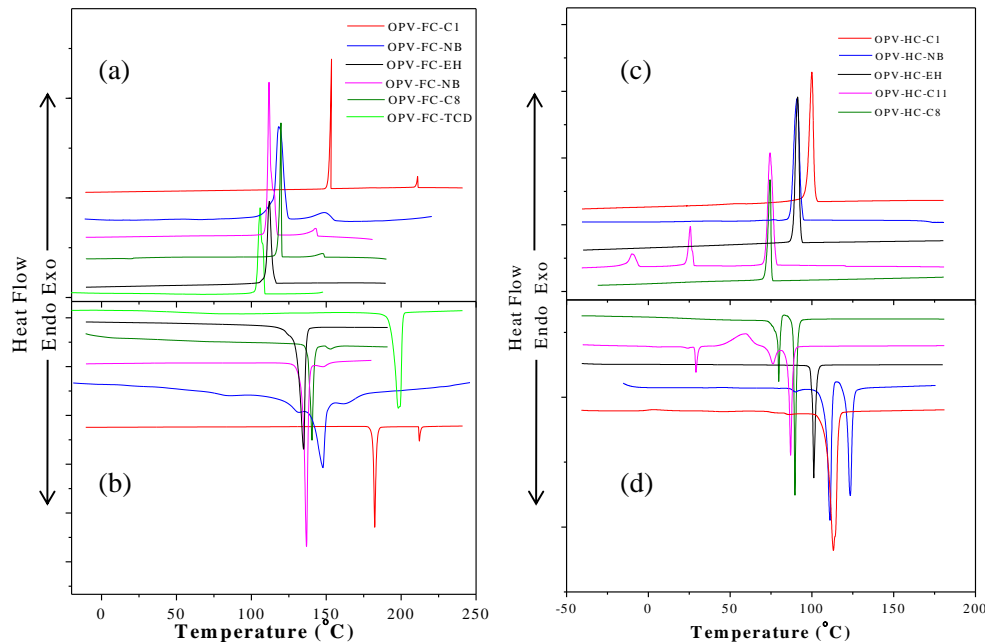 (a)
OPV-FC-C1
OPV-FC-NB
OPV-FC-EH
OPV-FC-NB
OPV-FC-C8
OPV-FC-TCD
Heat Flow
Endo Exo
(b)
0 50 100 150 200 250
Temperature (°C)
(c)
OPV-HC-C1
OPV-HC-NB
OPV-HC-EH
OPV-HC-C11
OPV-HC-C8
Heat Flow
Endo Exo
(d)
-50 0 50 100 150 200
Temperature (°C)